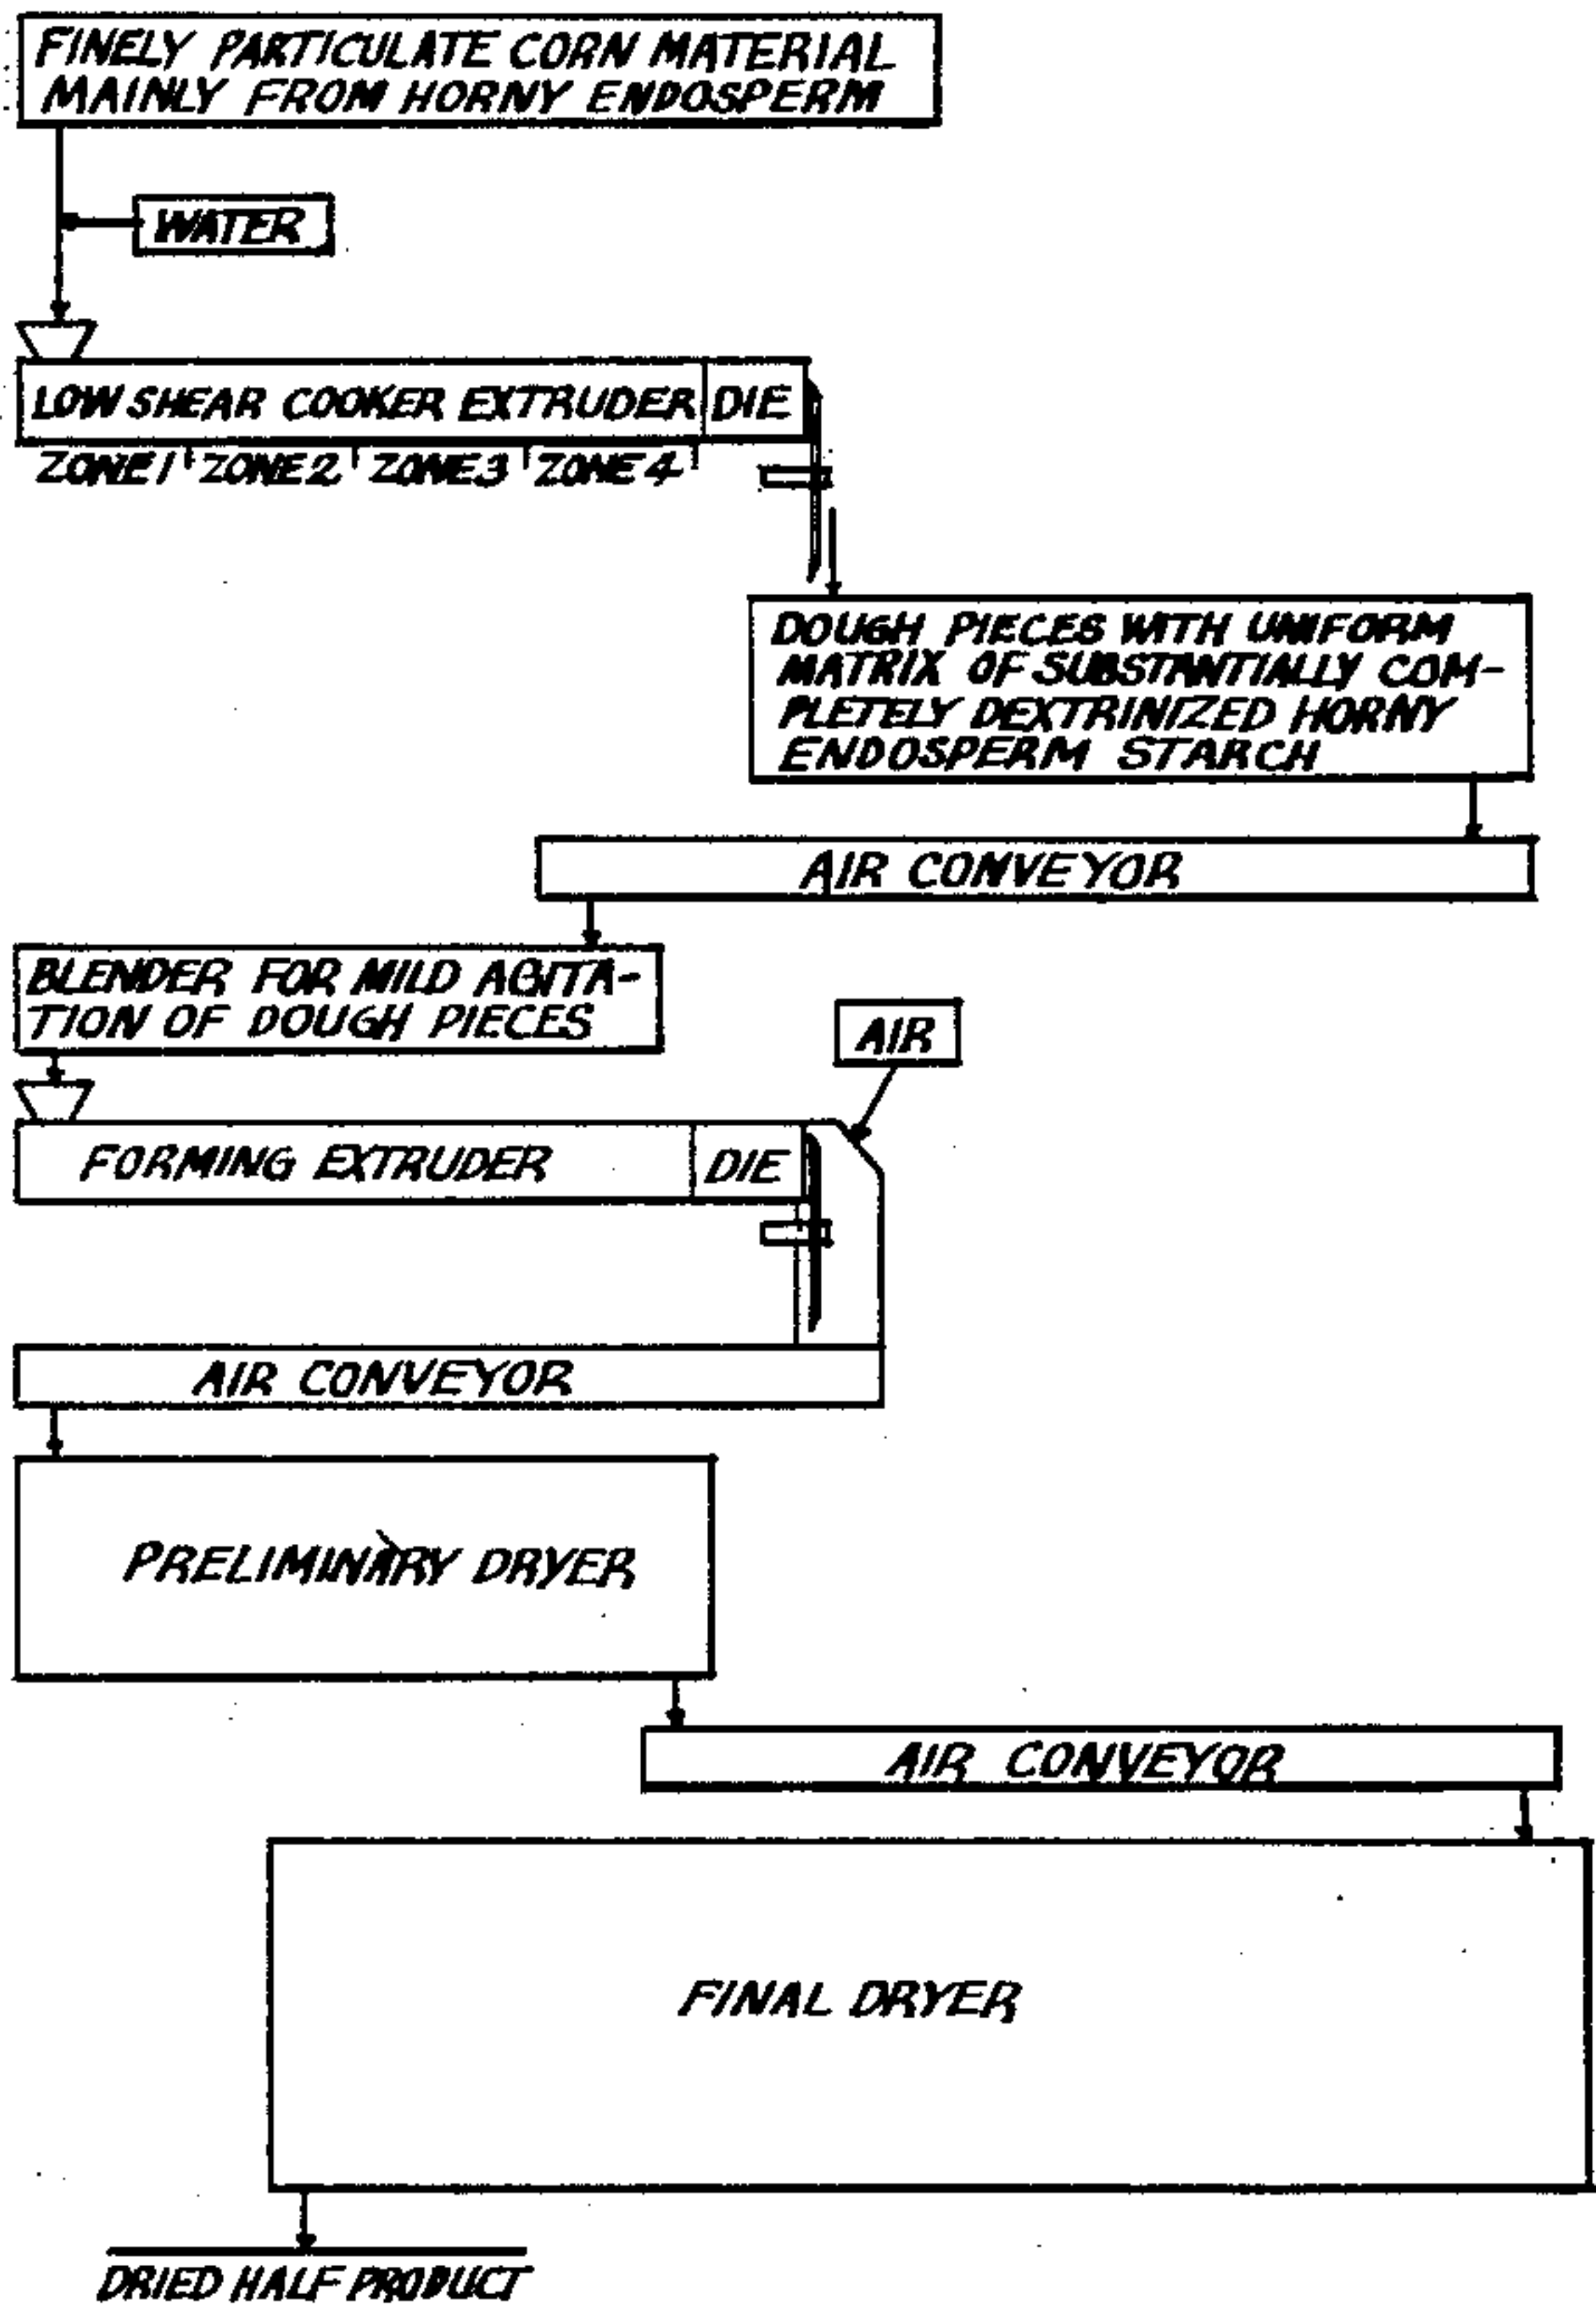 FINELY PARTICULATE CORN MATERIAL
MAINLY FROM HORNY ENDOSPERM
WATER
LOW SHEAR COOKER EXTRUDER DIE
ZONE 1 ZONE 2 ZONE 3 ZONE 4
DOUGH PIECES WITH UNIFORM
MATRIX OF SUBSTANTIALLY COM-
PLETELY DEXTRINIZED HORNY
ENDOSPERM STARCH
AIR CONVEYOR
BLENDER FOR MILD AGITA-
TION OF DOUGH PIECES
AIR
FORMING EXTRUDER DIE
AIR CONVEYOR
PRELIMINARY DRYER
AIR CONVEYOR
FINAL DRYER
DRIED HALF PRODUCT